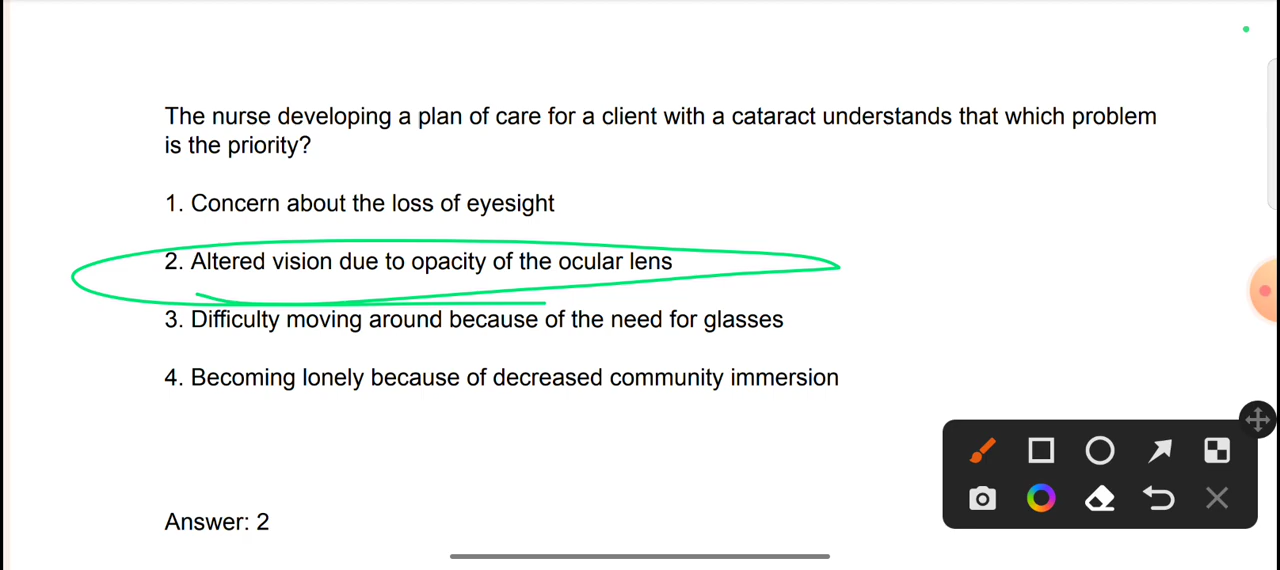 The nurse developing a plan of care for a client with a cataract understands that which problem
is the priority?
1. Concern about the loss of eyesight
2. Altered vision due to opacity of the ocular lens
3. Difficulty moving around because of the need for glasses
4. Becoming lonely because of decreased community immersion
Answer: 2